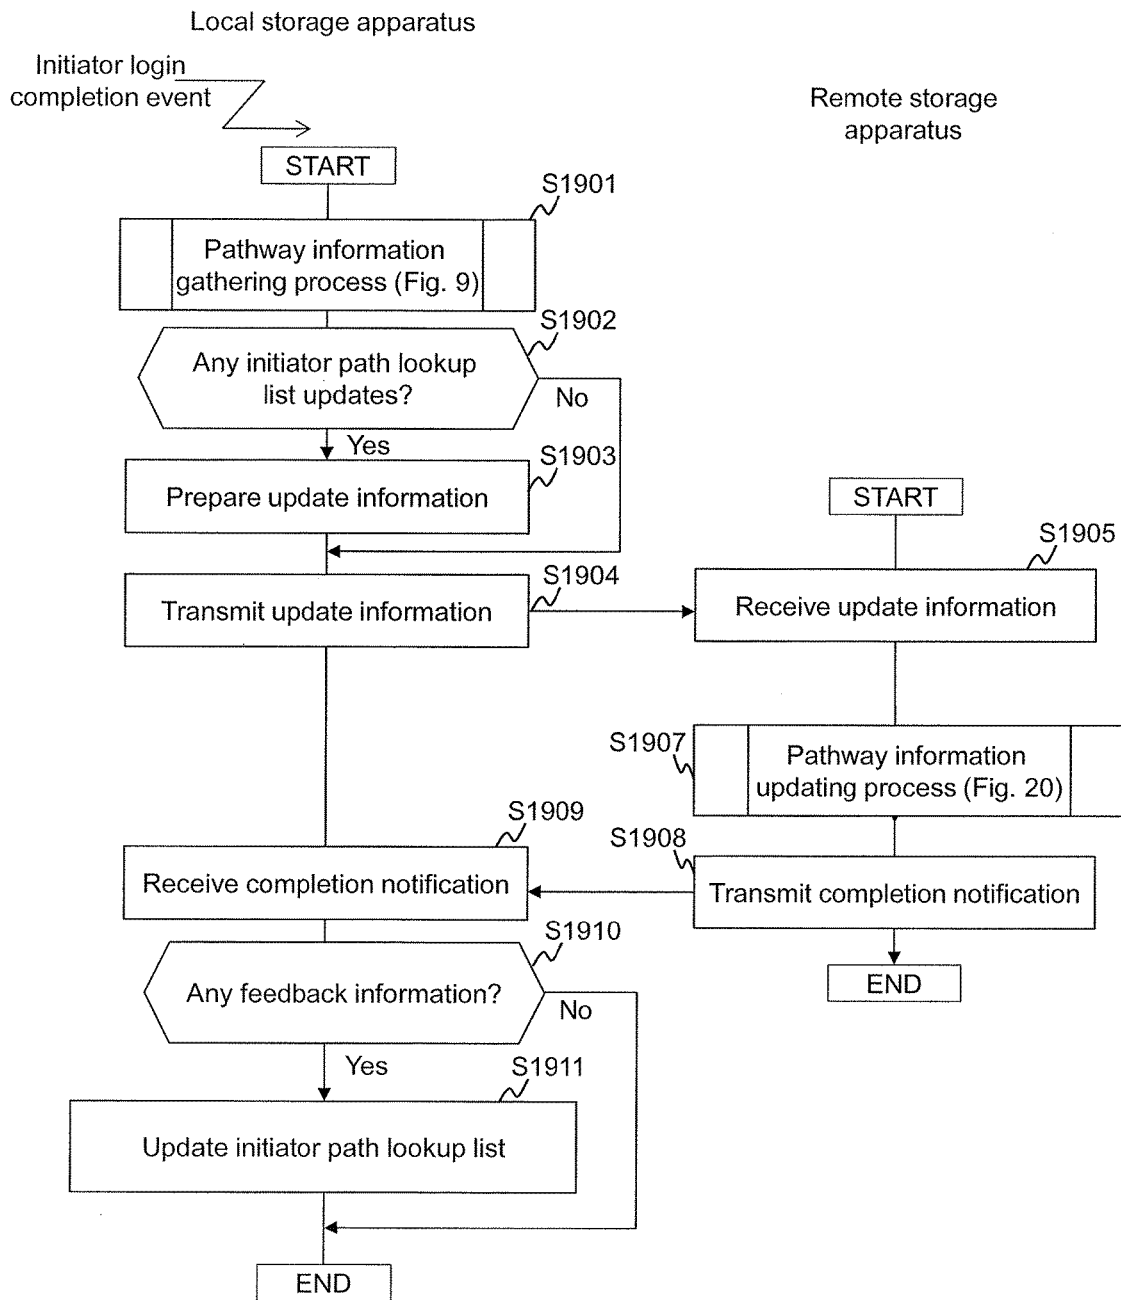 Local storage apparatus
Initiator login
completion event
Remote storage
apparatus
START
S1901
Pathway information
gathering process (Fig. 9)
S1902
Any initiator path lookup
list updates?
No
Yes
S1903
Prepare update information
START
S1905
S1904
Transmit update information
Receive update information
S1907
Pathway information
updating process (Fig. 20)
S1909
S1908
Receive completion notification
Transmit completion notification
S1910
END
Any feedback information?
No
Yes
S1911
Update initiator path lookup list
END